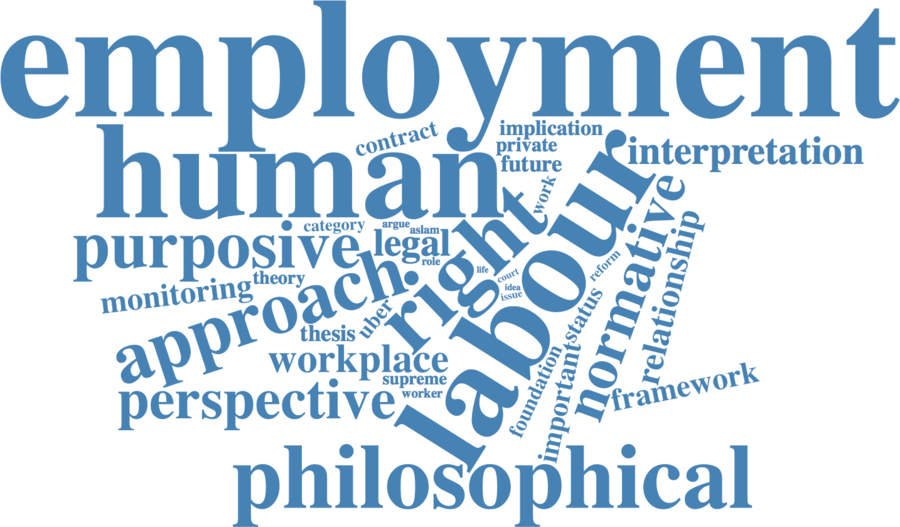 employment
human
contract
implication
private
future
interpretation
work
category
argue
aslam
purposive
legal
role
right
labour
normative
relationship
monitoring
theory
approach
life
court
idea
issue
reform
thesis
uber
status
workplace
supreme
worker
perspective
foundation
important
framework
philosophical